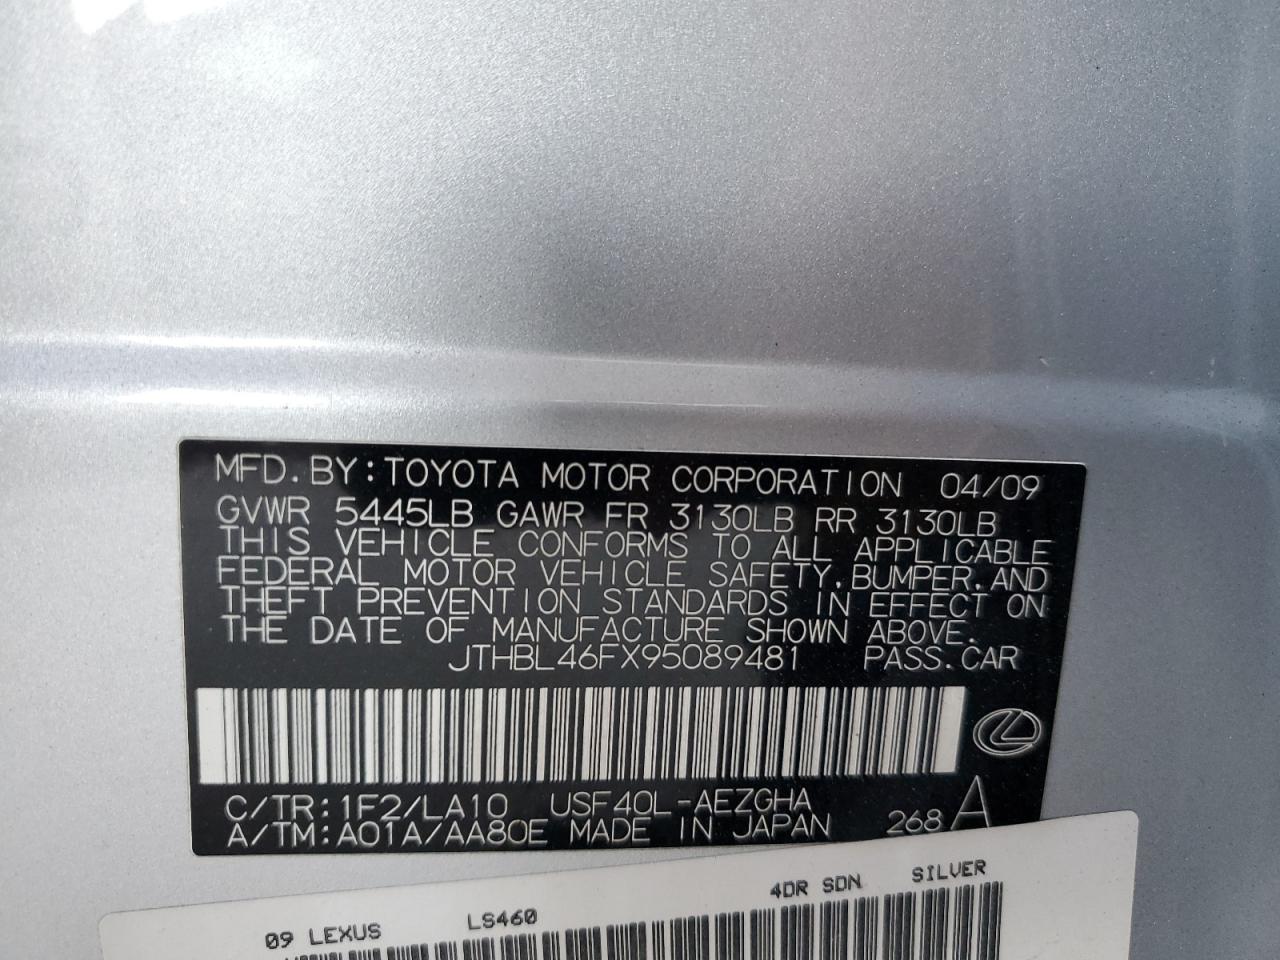 MFD.BY:TOYOTA MOTOR CORPORATION 04/09
GVWR 5445LB GAWR FR 3130LB RR 3130LB
THIS VEHICLE CONFORMS TO ALL APPLICABLE
FEDERAL MOTOR VEHICLE SAFETY,BUMPER,AND
THEFT PREVENTION STANDARDS IN EFFECT ON
THE DATE OF MANUFACTURE SHOWN ABOVE.
JTHBL46FX95089481 PASS.CAR
C/TR:1F2/LA10 USF40L-AEZGHA
A/TM:A01A/AA80E MADE IN JAPAN 268 A
09 LEXUS LS460 4DR SDN SILVER